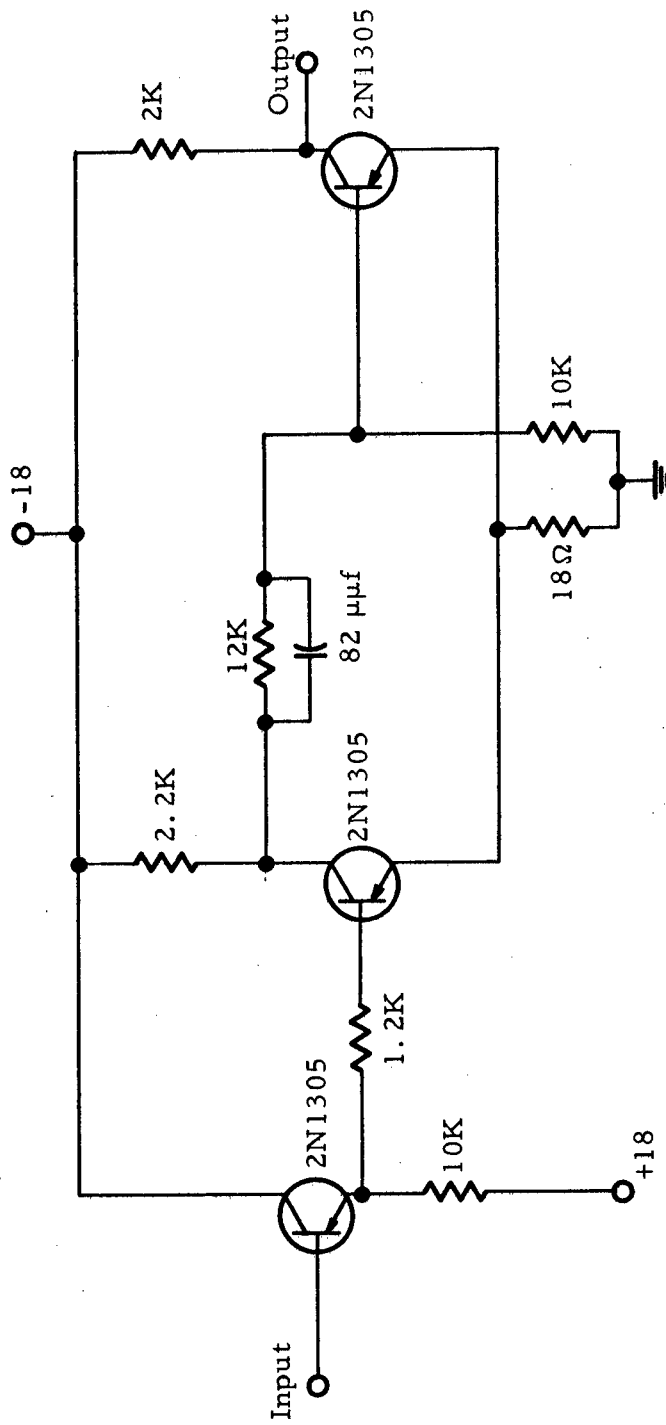 -18
2.2K
2K
Output
12K
82 μμf
2N1305
2N1305
2N1305
Input
1.2K
10K
18Ω
10K
+18